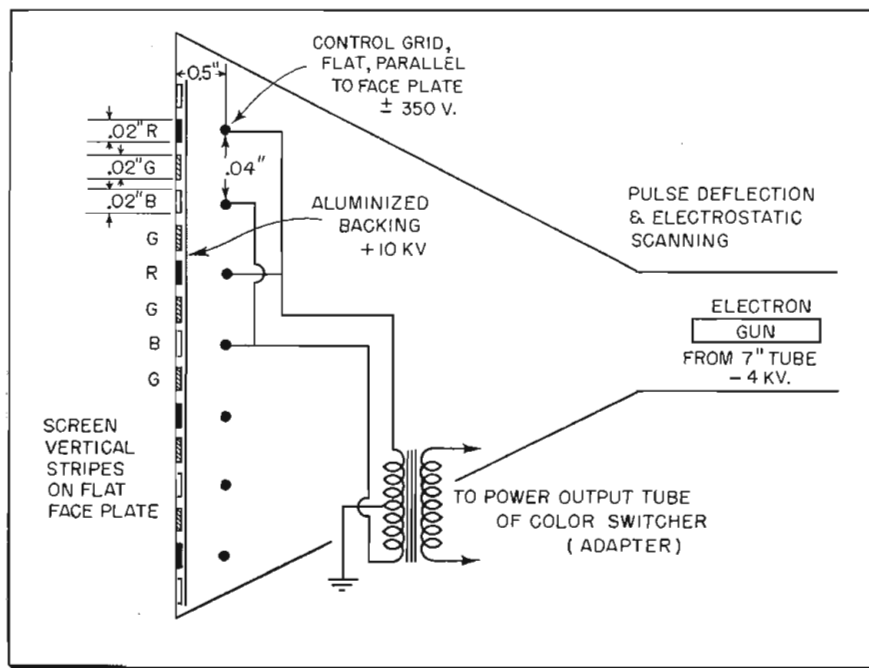 CONTROL GRID,
FLAT, PARALLEL
TO FACE PLATE
± 350 V.
0.5"
.02" R
.02" G
.02" B
.04"
G
R
G
B
G
ALUMINIZED
BACKING
+10 KV
PULSE DEFLECTION
& ELECTROSTATIC
SCANNING
ELECTRON
GUN
FROM 7" TUBE
– 4 KV.
SCREEN
VERTICAL
STRIPES
ON FLAT
FACE PLATE
TO POWER OUTPUT TUBE
OF COLOR SWITCHER
(ADAPTER)